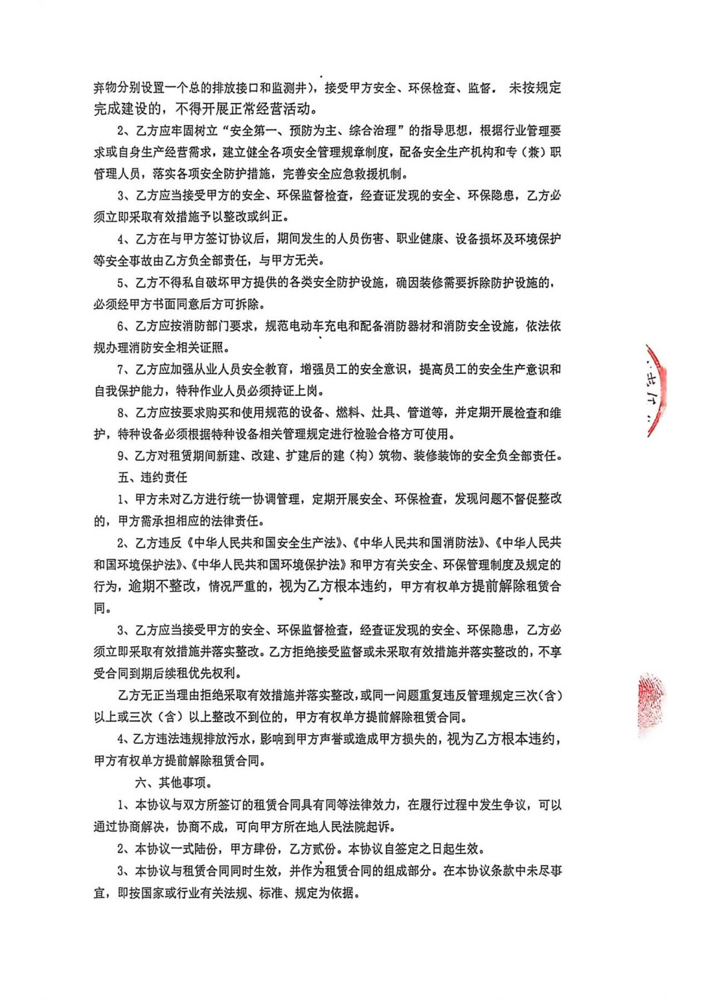 弃物分别设置一个总的排放接口和监测井），接受甲方安全、环保检查、监督． 未按规定
完成建设的，不得开展正常经营活动。
2、乙方应牢固树立“安全第一、预防为主、综合治理”的指导思想，根据行业管理要
求或自身生产经营需求，建立健全各项安全管理规章制度，配备安全生产机构和专（兼）职
管理人员，落实各项安全防护措施，完善安全应急救援机制。
3、乙方应当接受甲方的安全、环保监督检查，经查证发现的安全、环保隐患，乙方必
须立即采取有效措施予以整改或纠正。
4、乙方在与甲方签订协议后，期间发生的人员伤害、职业健康、设备损坏及环境保护
等安全事故由乙方负全部责任，与甲方无关。
5、乙方不得私自破坏甲方提供的各类安全防护设施，确因装修需要拆除防护设施的，
必须经甲方书面同意后方可拆除。
6、乙方应按消防部门要求，规范电动车充电和配备消防器材和消防安全设施，依法依
规办理消防安全相关证照。
7、乙方应加强从业人员安全教育，增强员工的安全意识，提高员工的安全生产意识和
自我保护能力，特种作业人员必须持证上岗。
8、乙方应按要求购买和使用规范的设备、燃料、灶具、管道等，并定期开展检查和维
护，特种设备必须根据特种设备相关管理规定进行检验合格方可使用。
9、乙方对租赁期间新建、改建、扩建后的建（构）筑物、装修装饰的安全负全部责任。
五、违约责任
1、甲方未对乙方进行统一协调管理，定期开展安全、环保检查，发现问题不督促整改
的，甲方需承担相应的法律责任。
2、乙方违反《中华人民共和国安全生产法》、《中华人民共和国消防法》、《中华人民共
和国环境保护法》、《中华人民共和国环境保护法》和甲方有关安全、环保管理制度及规定的
行为，逾期不整改，情况严重的，视为乙方根本违约，甲方有权单方提前解除租赁合
同。
3、乙方应当接受甲方的安全、环保监督检查，经查证发现的安全、环保隐患，乙方必
须立即采取有效措施并落实整改。乙方拒绝接受监督或未采取有效措施并落实整改的，不享
受合同到期后续租优先权利。
乙方无正当理由拒绝采取有效措施并落实整改，或同一问题重复违反管理规定三次（含）
以上或三次（含）以上整改不到位的，甲方有权单方提前解除租赁合同。
4、乙方违法违规排放污水，影响到甲方声誉或造成甲方损失的，视为乙方根本违约，
甲方有权单方提前解除租赁合同。
六、其他事项。
1、本协议与双方所签订的租赁合同具有同等法律效力，在履行过程中发生争议，可以
通过协商解决，协商不成，可向甲方所在地人民法院起诉。
2、本协议一式陆份，甲方肆份，乙方贰份。本协议自签定之日起生效。
3、本协议与租赁合同同时生效，并作为租赁合同的组成部分。在本协议条款中未尽事
宜，即按国家或行业有关法规、标准、规定为依据。